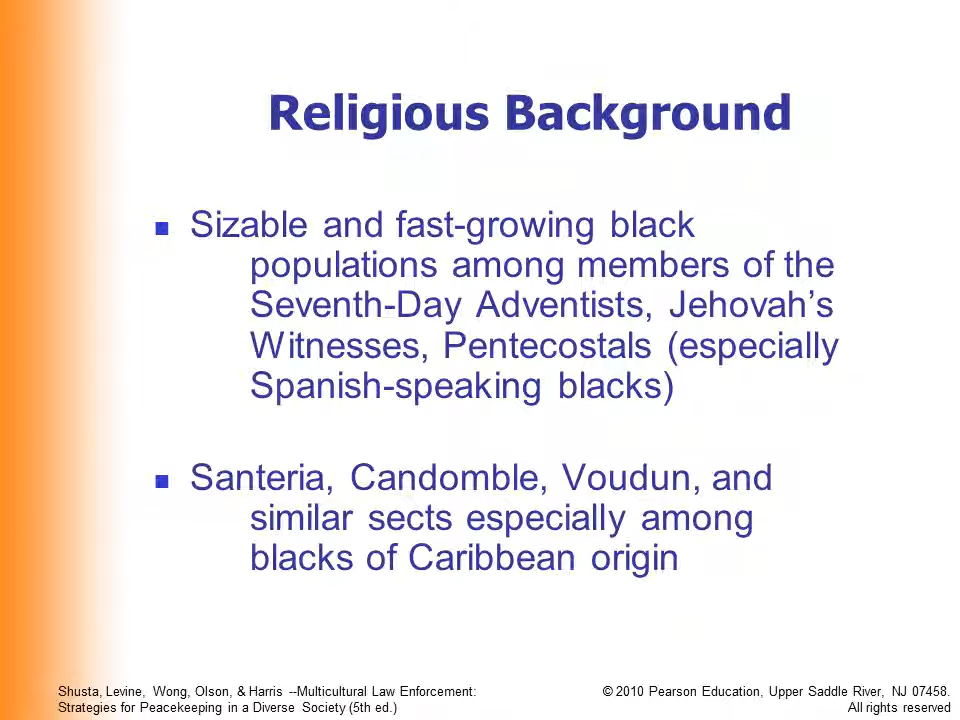 Religious Background
Sizable and fast-growing black
populations among members of the
Seventh-Day Adventists, Jehovah’s
Witnesses, Pentecostals (especially
Spanish-speaking blacks)
Santeria, Candomble, Voudun, and
similar sects especially among
blacks of Caribbean origin
Shusta, Levine, Wong, Olson, & Harris --Multicultural Law Enforcement:
Strategies for Peacekeeping in a Diverse Society (5th ed.)
© 2010 Pearson Education, Upper Saddle River, NJ 07458.
All rights reserved